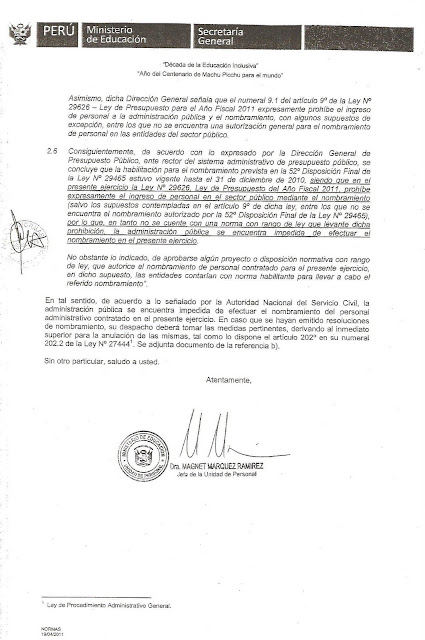 PERÚ Ministerio de Educación Secretaría General
"Década de la Educación Inclusiva"
"Año del Centenario de Machu Picchu para el mundo"
Asimismo, dicha Dirección General señala que el numeral 9.1 del artículo 9º de la Ley Nº
29626 – Ley de Presupuesto para el Año Fiscal 2011 expresamente prohíbe el ingreso
de personal a la administración pública y el nombramiento, con algunos supuestos de
excepción, entre los que no se encuentra una autorización general para el nombramiento
de personal en las entidades del sector público.
2.6 Consiguientemente, de acuerdo con lo expresado por la Dirección General de
Presupuesto Público, ente rector del sistema administrativo de presupuesto público, se
concluye que la habilitación para el nombramiento prevista en la 52º Disposición Final de
la Ley Nº 29465 estuvo vigente hasta el 31 de diciembre de 2010, siendo que en el
presente ejercicio la Ley Nº 29626, Ley de Presupuesto del Año Fiscal 2011, prohíbe
expresamente el ingreso de personal en el sector público mediante el nombramiento
(salvo los supuestos contemplados en el artículo 9º de dicha ley, entre los que no se
encuentra el nombramiento autorizado por la 52º Disposición Final de la Ley 29465),
por lo que, en tanto no se cuente con una norma con rango de ley que levante dicha
prohibición, la administración pública se encuentra impedida de efectuar el
nombramiento en el presente ejercicio.
No obstante lo indicado, de aprobarse algún proyecto o disposición normativa con rango
de ley, que autorice el nombramiento de personal contratado para el presente ejercicio,
en dicho supuesto, las entidades contarían con norma habilitante para llevar a cabo el
referido nombramiento".
En tal sentido, de acuerdo a lo señalado por la Autoridad Nacional del Servicio Civil, la
administración pública se encuentra impedida de efectuar el nombramiento del personal
administrativo contratado en el presente ejercicio. En caso que se hayan emitido resoluciones
de nombramiento, su despacho deberá tomar las medidas pertinentes, derivando al inmediato
superior para la anulación de las mismas, tal como lo dispone el artículo 202º en su numeral
202.2 de la Ley Nº 27444¹. Se adjunta documento de la referencia b).
Sin otro particular, saludo a usted.
Atentamente,
MINISTERIO DE EDUCACIÓN
UNIDAD DE PERSONAL
Dra. MAGNET MARQUEZ RAMIREZ
Jefa de la Unidad de Personal
¹ Ley de Procedimiento Administrativo General.
NORMAS
19/04/2011